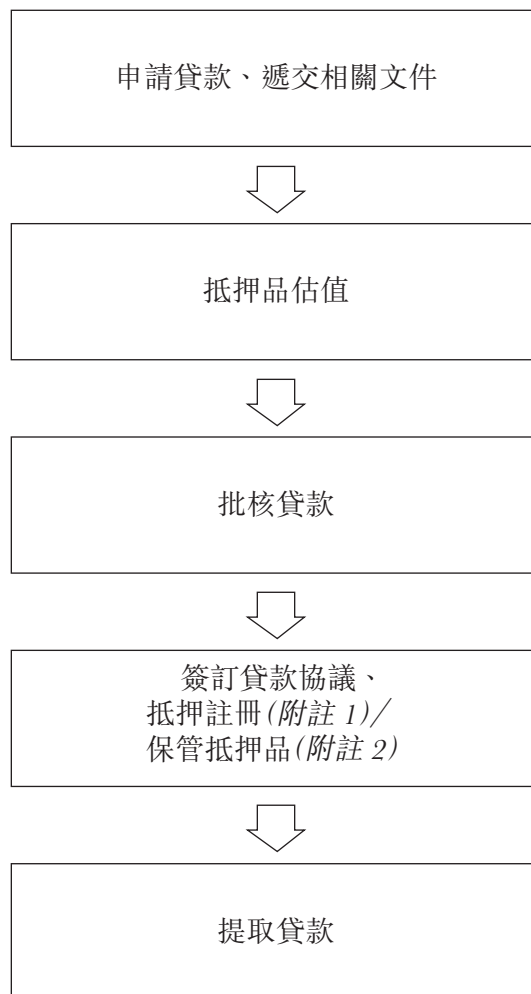 申請貸款、遞交相關文件
抵押品估值
批核貸款
簽訂貸款協議、
抵押註冊(附註 1)/
保管抵押品(附註 2)
提取貸款